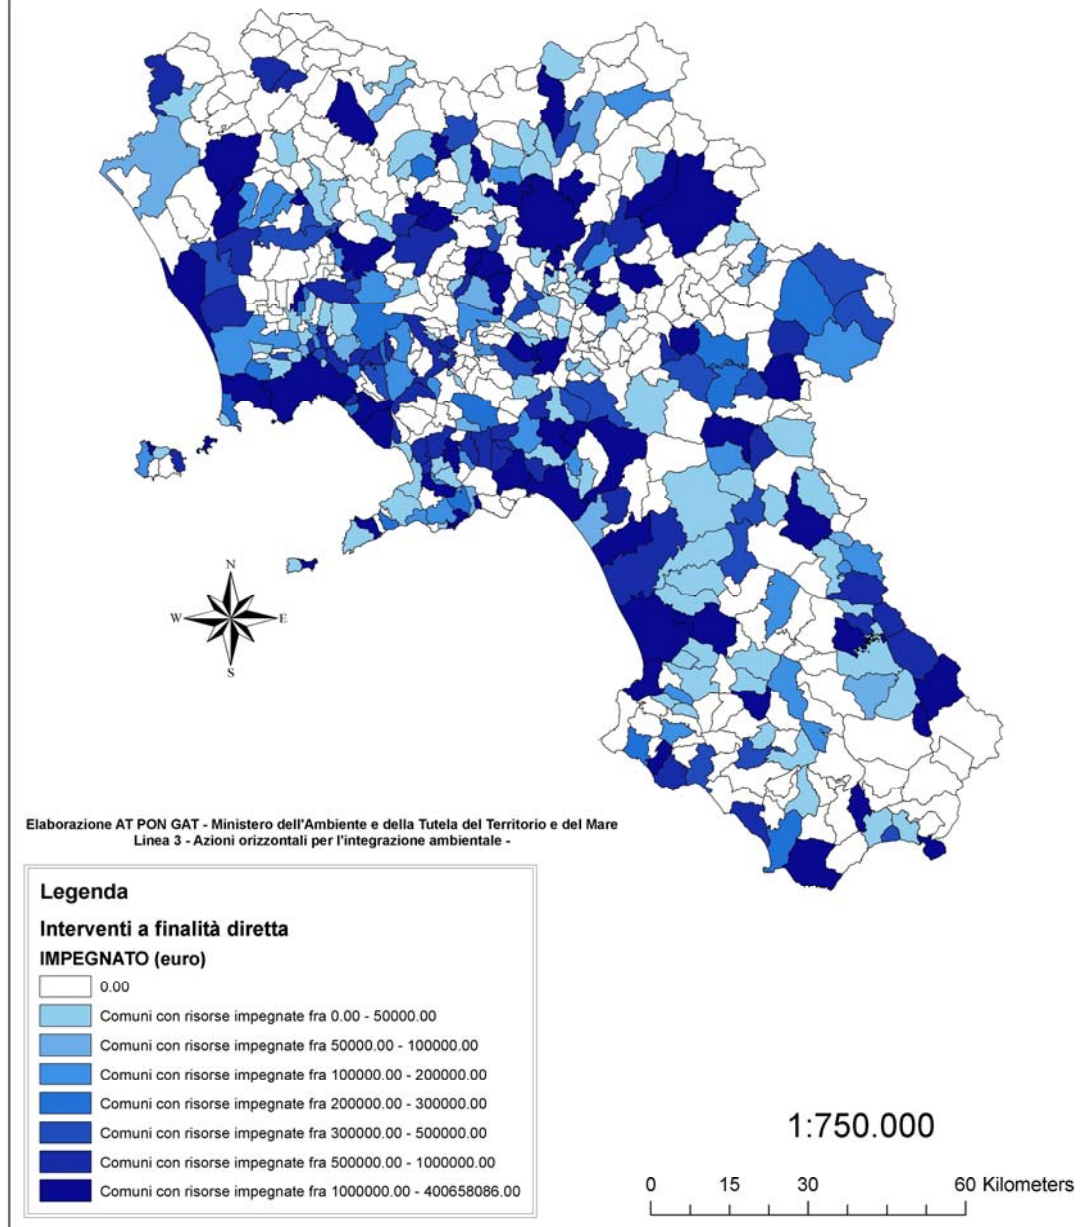 N
W
E
S
Elaborazione AT PON GAT - Ministero dell'Ambiente e della Tutela del Territorio e del Mare
Linea 3 - Azioni orizzontali per l'integrazione ambientale -
Legenda
Interventi a finalità diretta
IMPEGNATO (euro)
0.00
Comuni con risorse impegnate fra 0.00 - 50000.00
Comuni con risorse impegnate fra 50000.00 - 100000.00
Comuni con risorse impegnate fra 100000.00 - 200000.00
Comuni con risorse impegnate fra 200000.00 - 300000.00
Comuni con risorse impegnate fra 300000.00 - 500000.00
Comuni con risorse impegnate fra 500000.00 - 1000000.00
Comuni con risorse impegnate fra 1000000.00 - 400658086.00
1:750.000
0 15 30 60 Kilometers